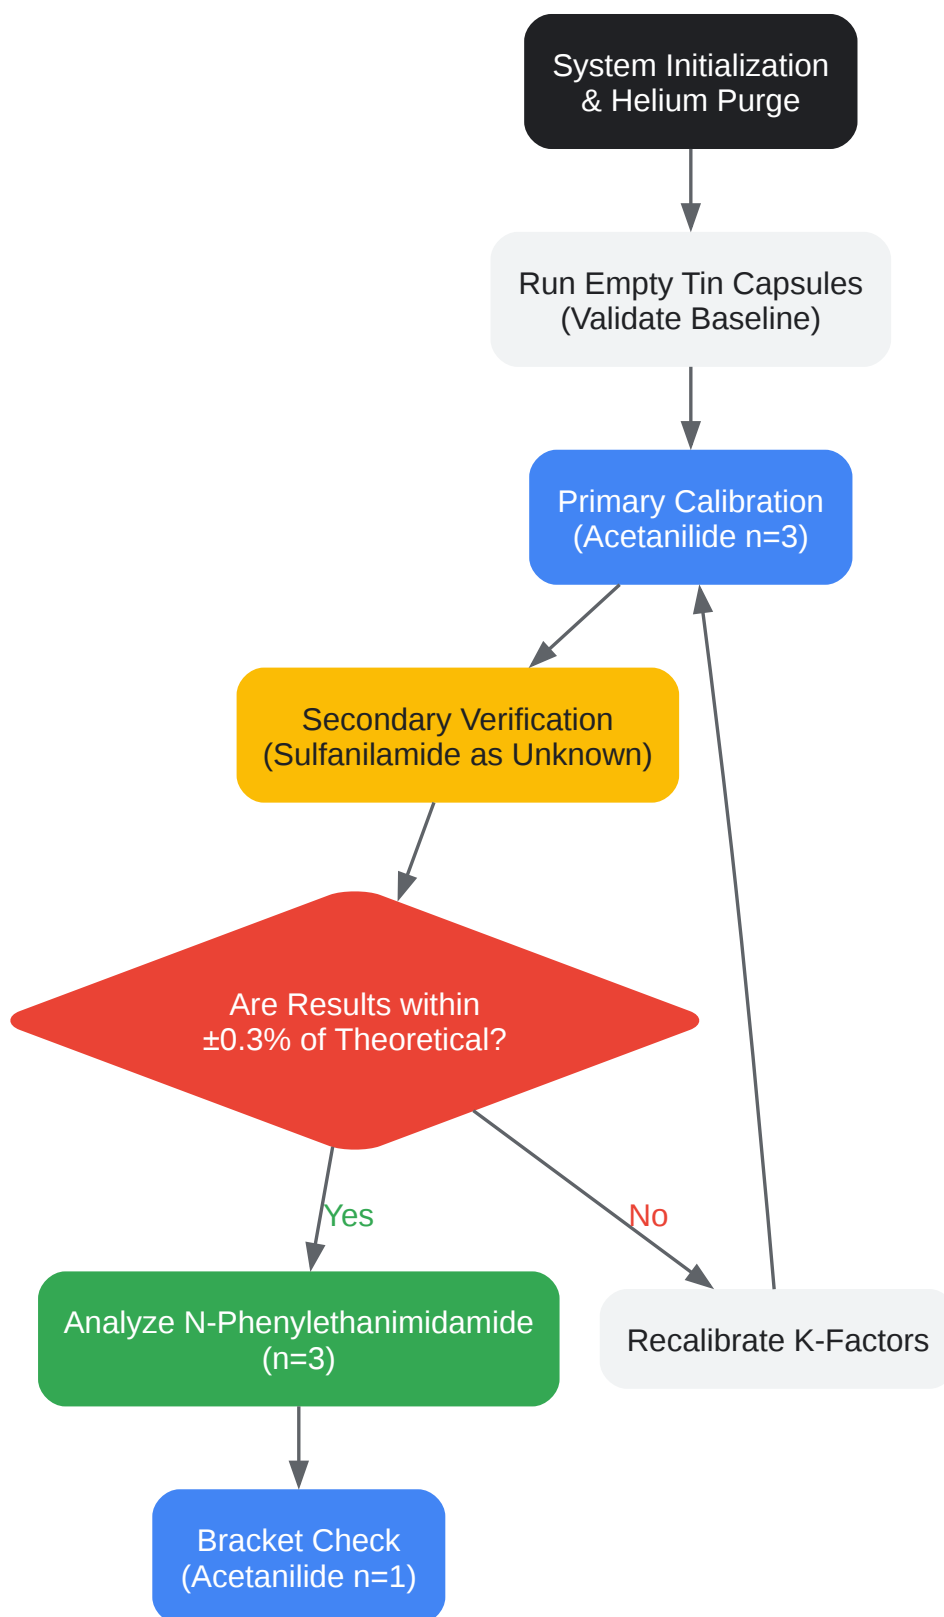 System Initialization
& Helium Purge
Run Empty Tin Capsules
(Validate Baseline)
Primary Calibration
(Acetanilide n=3)
Secondary Verification
(Sulfanilamide as Unknown)
Are Results within
±0.3% of Theoretical?
Yes
No
Analyze N-Phenylethanimidamide
(n=3)
Recalibrate K-Factors
Bracket Check
(Acetanilide n=1)